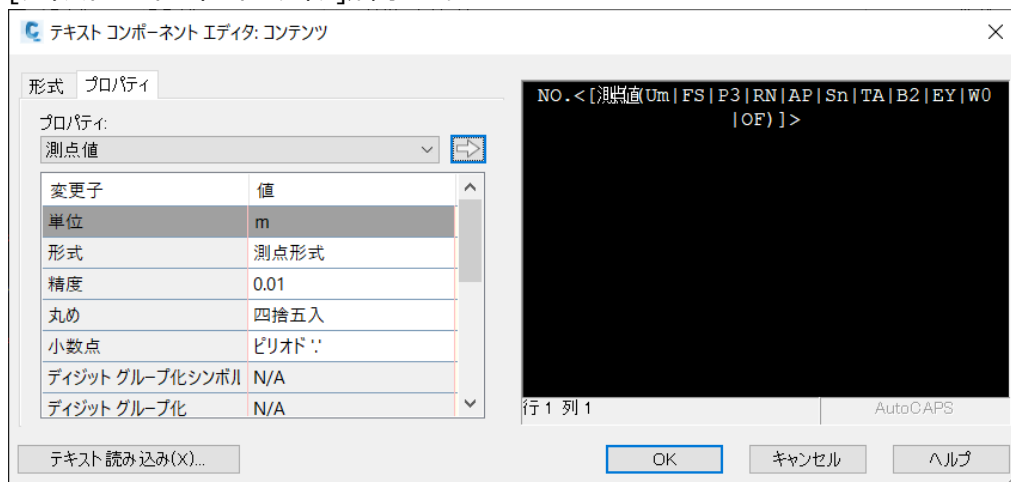 テキスト コンポーネント エディタ: コンテンツ
形式 プロパティ
プロパティ:
測点値
変更子 値
単位 m
形式 測点形式
精度 0.01
丸め 四捨五入
小数点 ピリオド '.'
ディジット グループ化シンボル N/A
ディジット グループ化 N/A
NO.<[測点値(Um|FS|P3|RN|AP|Sn|TA|B2|EY|W0
|OF)]>
行 1 列 1
AutoCAPS
テキスト読み込み(X)...
OK キャンセル ヘルプ